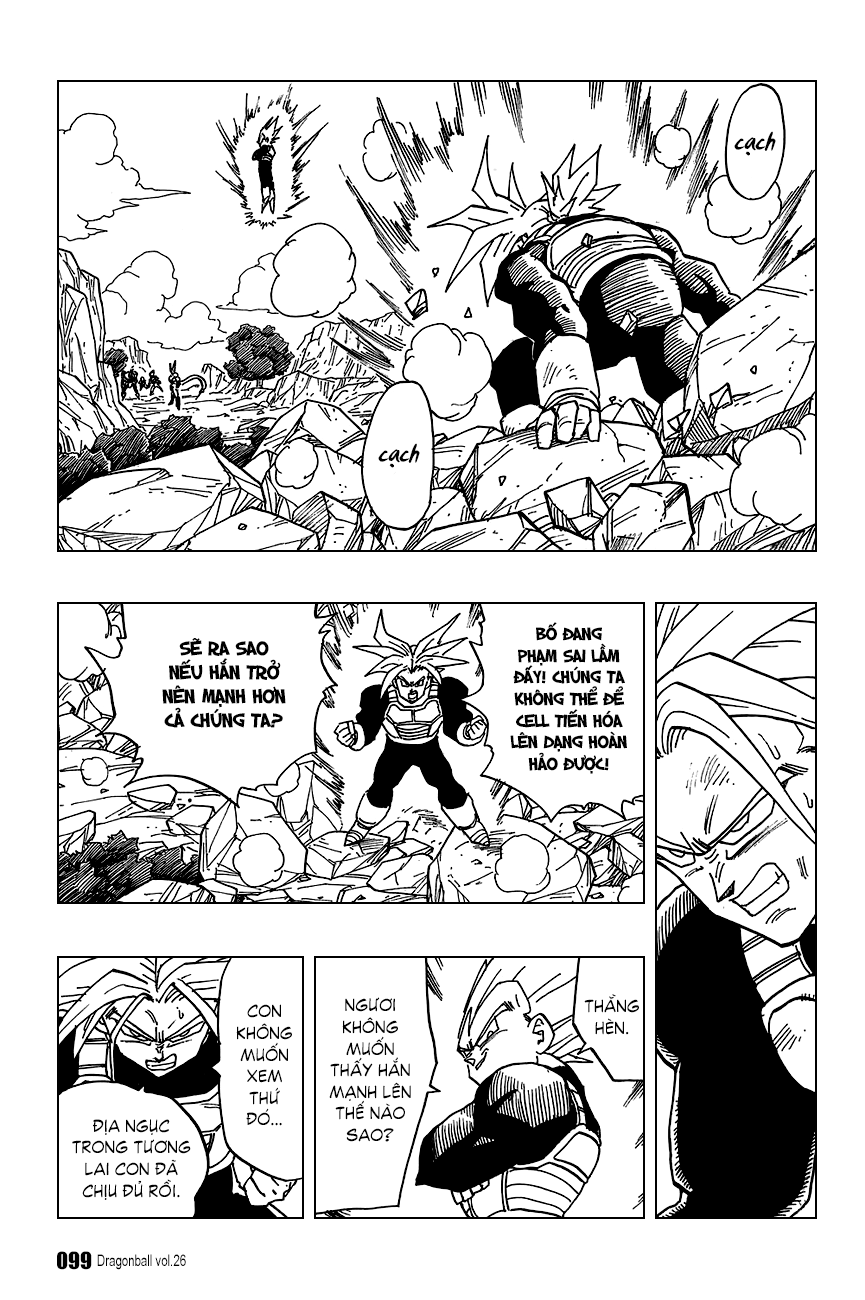 cạch
cạch
BỐ ĐANG
PHẠM SAI LẦM
ĐẤY! CHÚNG TA
KHÔNG THỂ ĐỂ
CELL TIẾN HÓA
LÊN DẠNG HOÀN
HẢO ĐƯỢC!
SẼ RA SAO
NẾU HẮN TRỞ
NÊN MẠNH HƠN
CẢ CHÚNG TA?
THẰNG
HÈN.
NGƯƠI
KHÔNG
MUỐN
THẤY HẮN
MẠNH LÊN
THẾ NÀO
SAO?
CON
KHÔNG
MUỐN
XEM
THỨ
ĐÓ...
ĐỊA NGỤC
TRONG TƯƠNG
LAI CON ĐÃ
CHỊU ĐỦ RỒI.
099 Dragonball vol.26